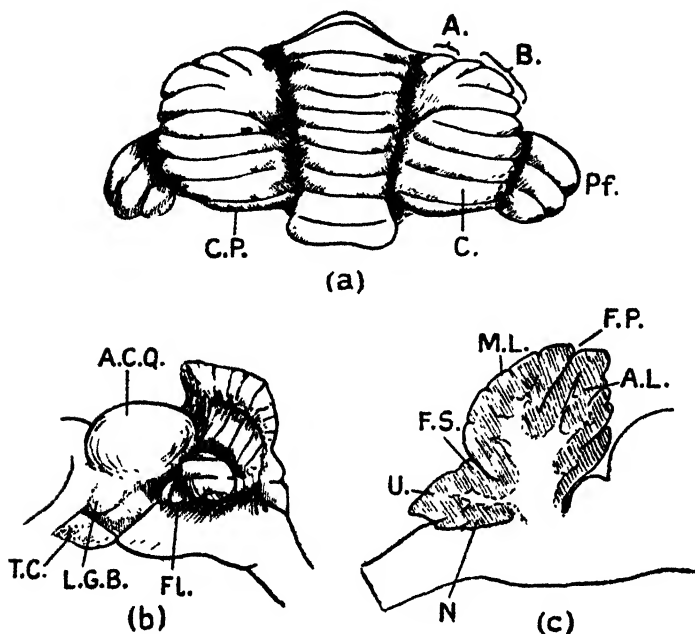 A.
B.
Pf.
C.P.
C.
(a)
A.C.Q.
T.C.
L.G.B.
Fl.
(b)
F.P.
M.L.
A.L.
F.S.
U.
N
(c)